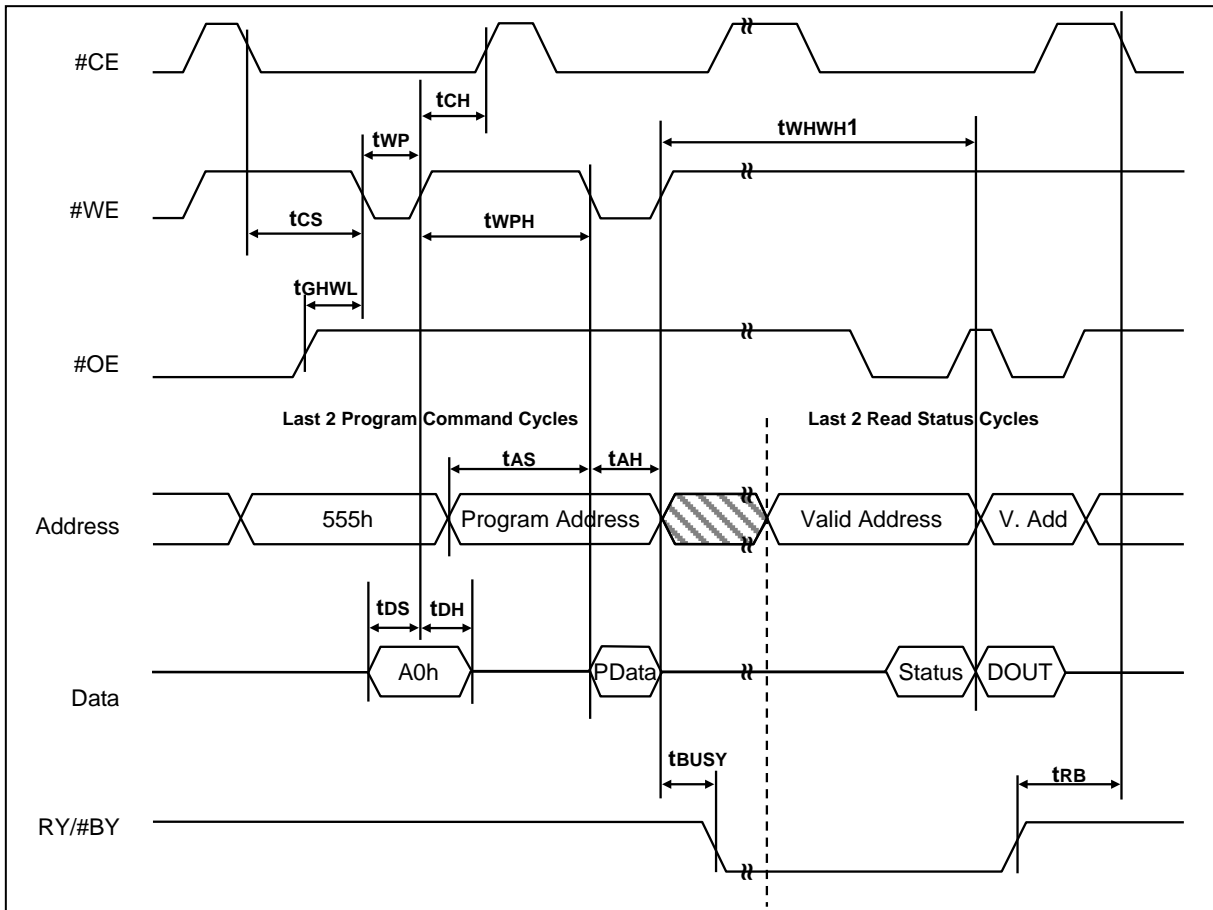 #CE
tCH
tWHWH1
tWP
#WE
tCS
tWPH
tGHWL
#OE
Last 2 Program Command Cycles
Last 2 Read Status Cycles
tAS
tAH
Address
555h
Program Address
Valid Address
V. Add
tDS
tDH
Data
A0h
PData
Status
DOUT
tBUSY
tRB
RY/#BY